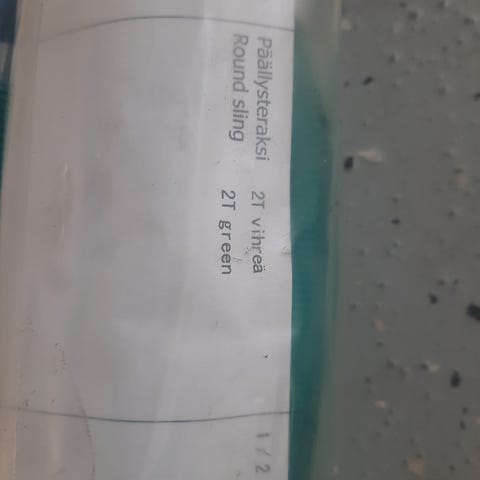 Päällysteraksi 2T vihreä
Round sling 2T green
1 / 2